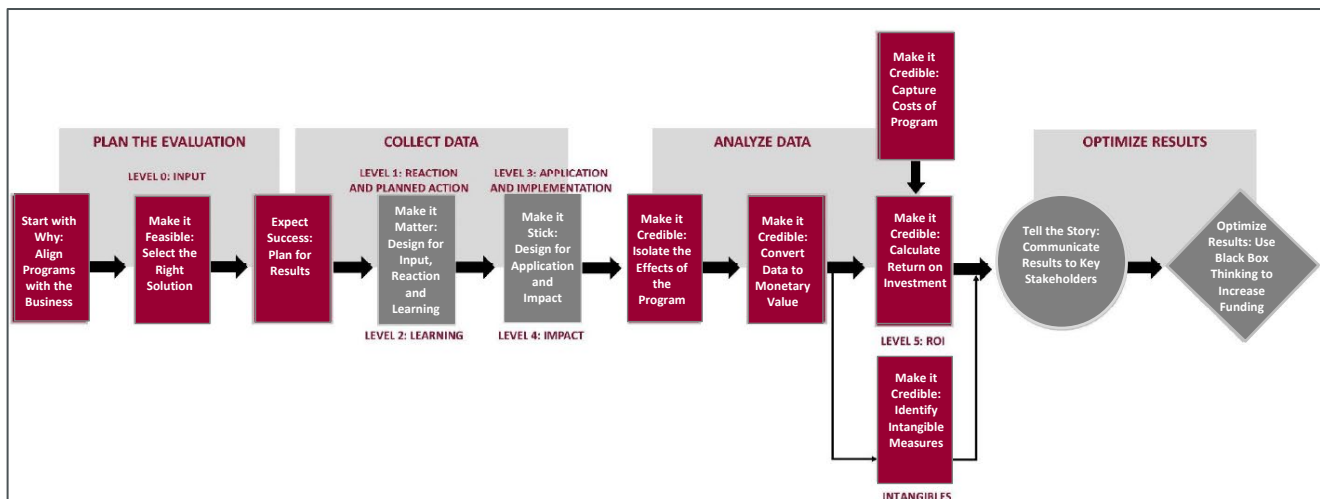 Make it
Credible:
Capture
Costs of
Program
PLAN THE EVALUATION
COLLECT DATA
ANALYZE DATA
OPTIMIZE RESULTS
LEVEL 0: INPUT
LEVEL 1: REACTION
AND PLANNED ACTION
LEVEL 3: APPLICATION
AND IMPLEMENTATION
Start with
Why:
Align
Programs
with the
Business
Make it
Feasible:
Select the
Right
Solution
Expect
Success:
Plan for
Results
Make it
Matter:
Design for
Input,
Reaction
and
Learning
Make it
Stick:
Design for
Application
and
Impact
Make it
Credible:
Isolate the
Effects of
the
Program
Make it
Credible:
Convert
Data to
Monetary
Value
Make it
Credible:
Calculate
Return on
Investment
Tell the Story:
Communicate
Results to Key
Stakeholders
Optimize
Results: Use
Black Box
Thinking to
Increase
Funding
LEVEL 2: LEARNING
LEVEL 4: IMPACT
LEVEL 5: ROI
Make it
Credible:
Identify
Intangible
Measures
INTANGIBLES